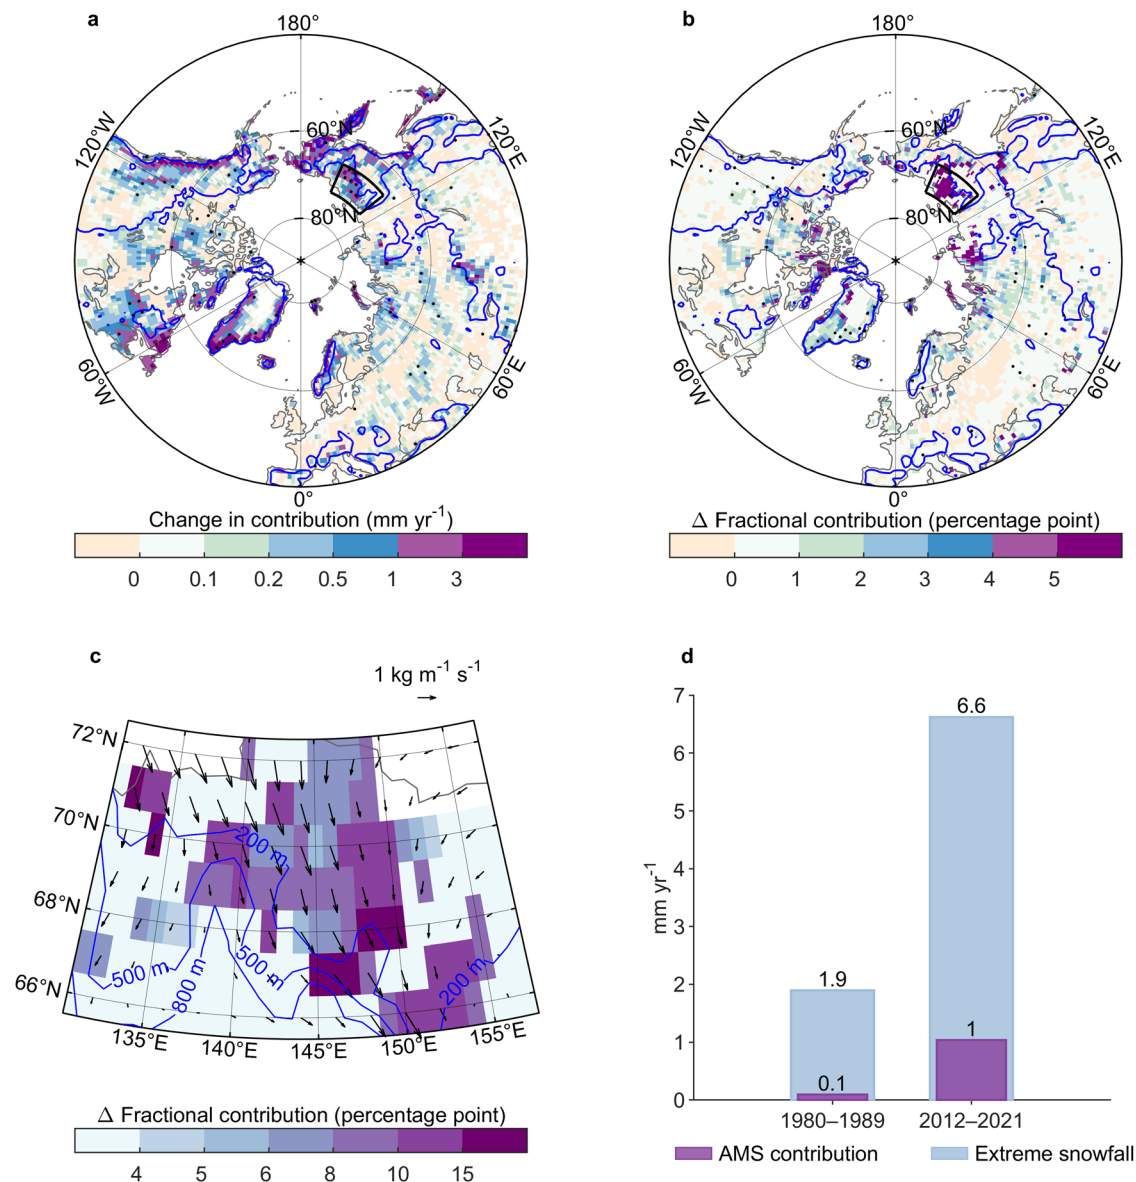 a
180°
120°W
60°N
120°E
80°N
60°W
60°E
0°
Change in contribution (mm yr⁻¹)
0 0.1 0.2 0.5 1 3
b
180°
120°W
60°N
120°E
80°N
60°W
60°E
0°
Δ Fractional contribution (percentage point)
0 1 2 3 4 5
c
1 kg m⁻¹ s⁻¹
72°N
70°N
200 m
68°N
500 m
800 m
500 m
200 m
66°N
135°E
140°E
145°E
150°E
155°E
Δ Fractional contribution (percentage point)
4 5 6 8 10 15
d
7
6
5
4
3
2
1
0
mm yr⁻¹
6.6
1.9
1
0.1
1980–1989
2012–2021
AMS contribution
Extreme snowfall